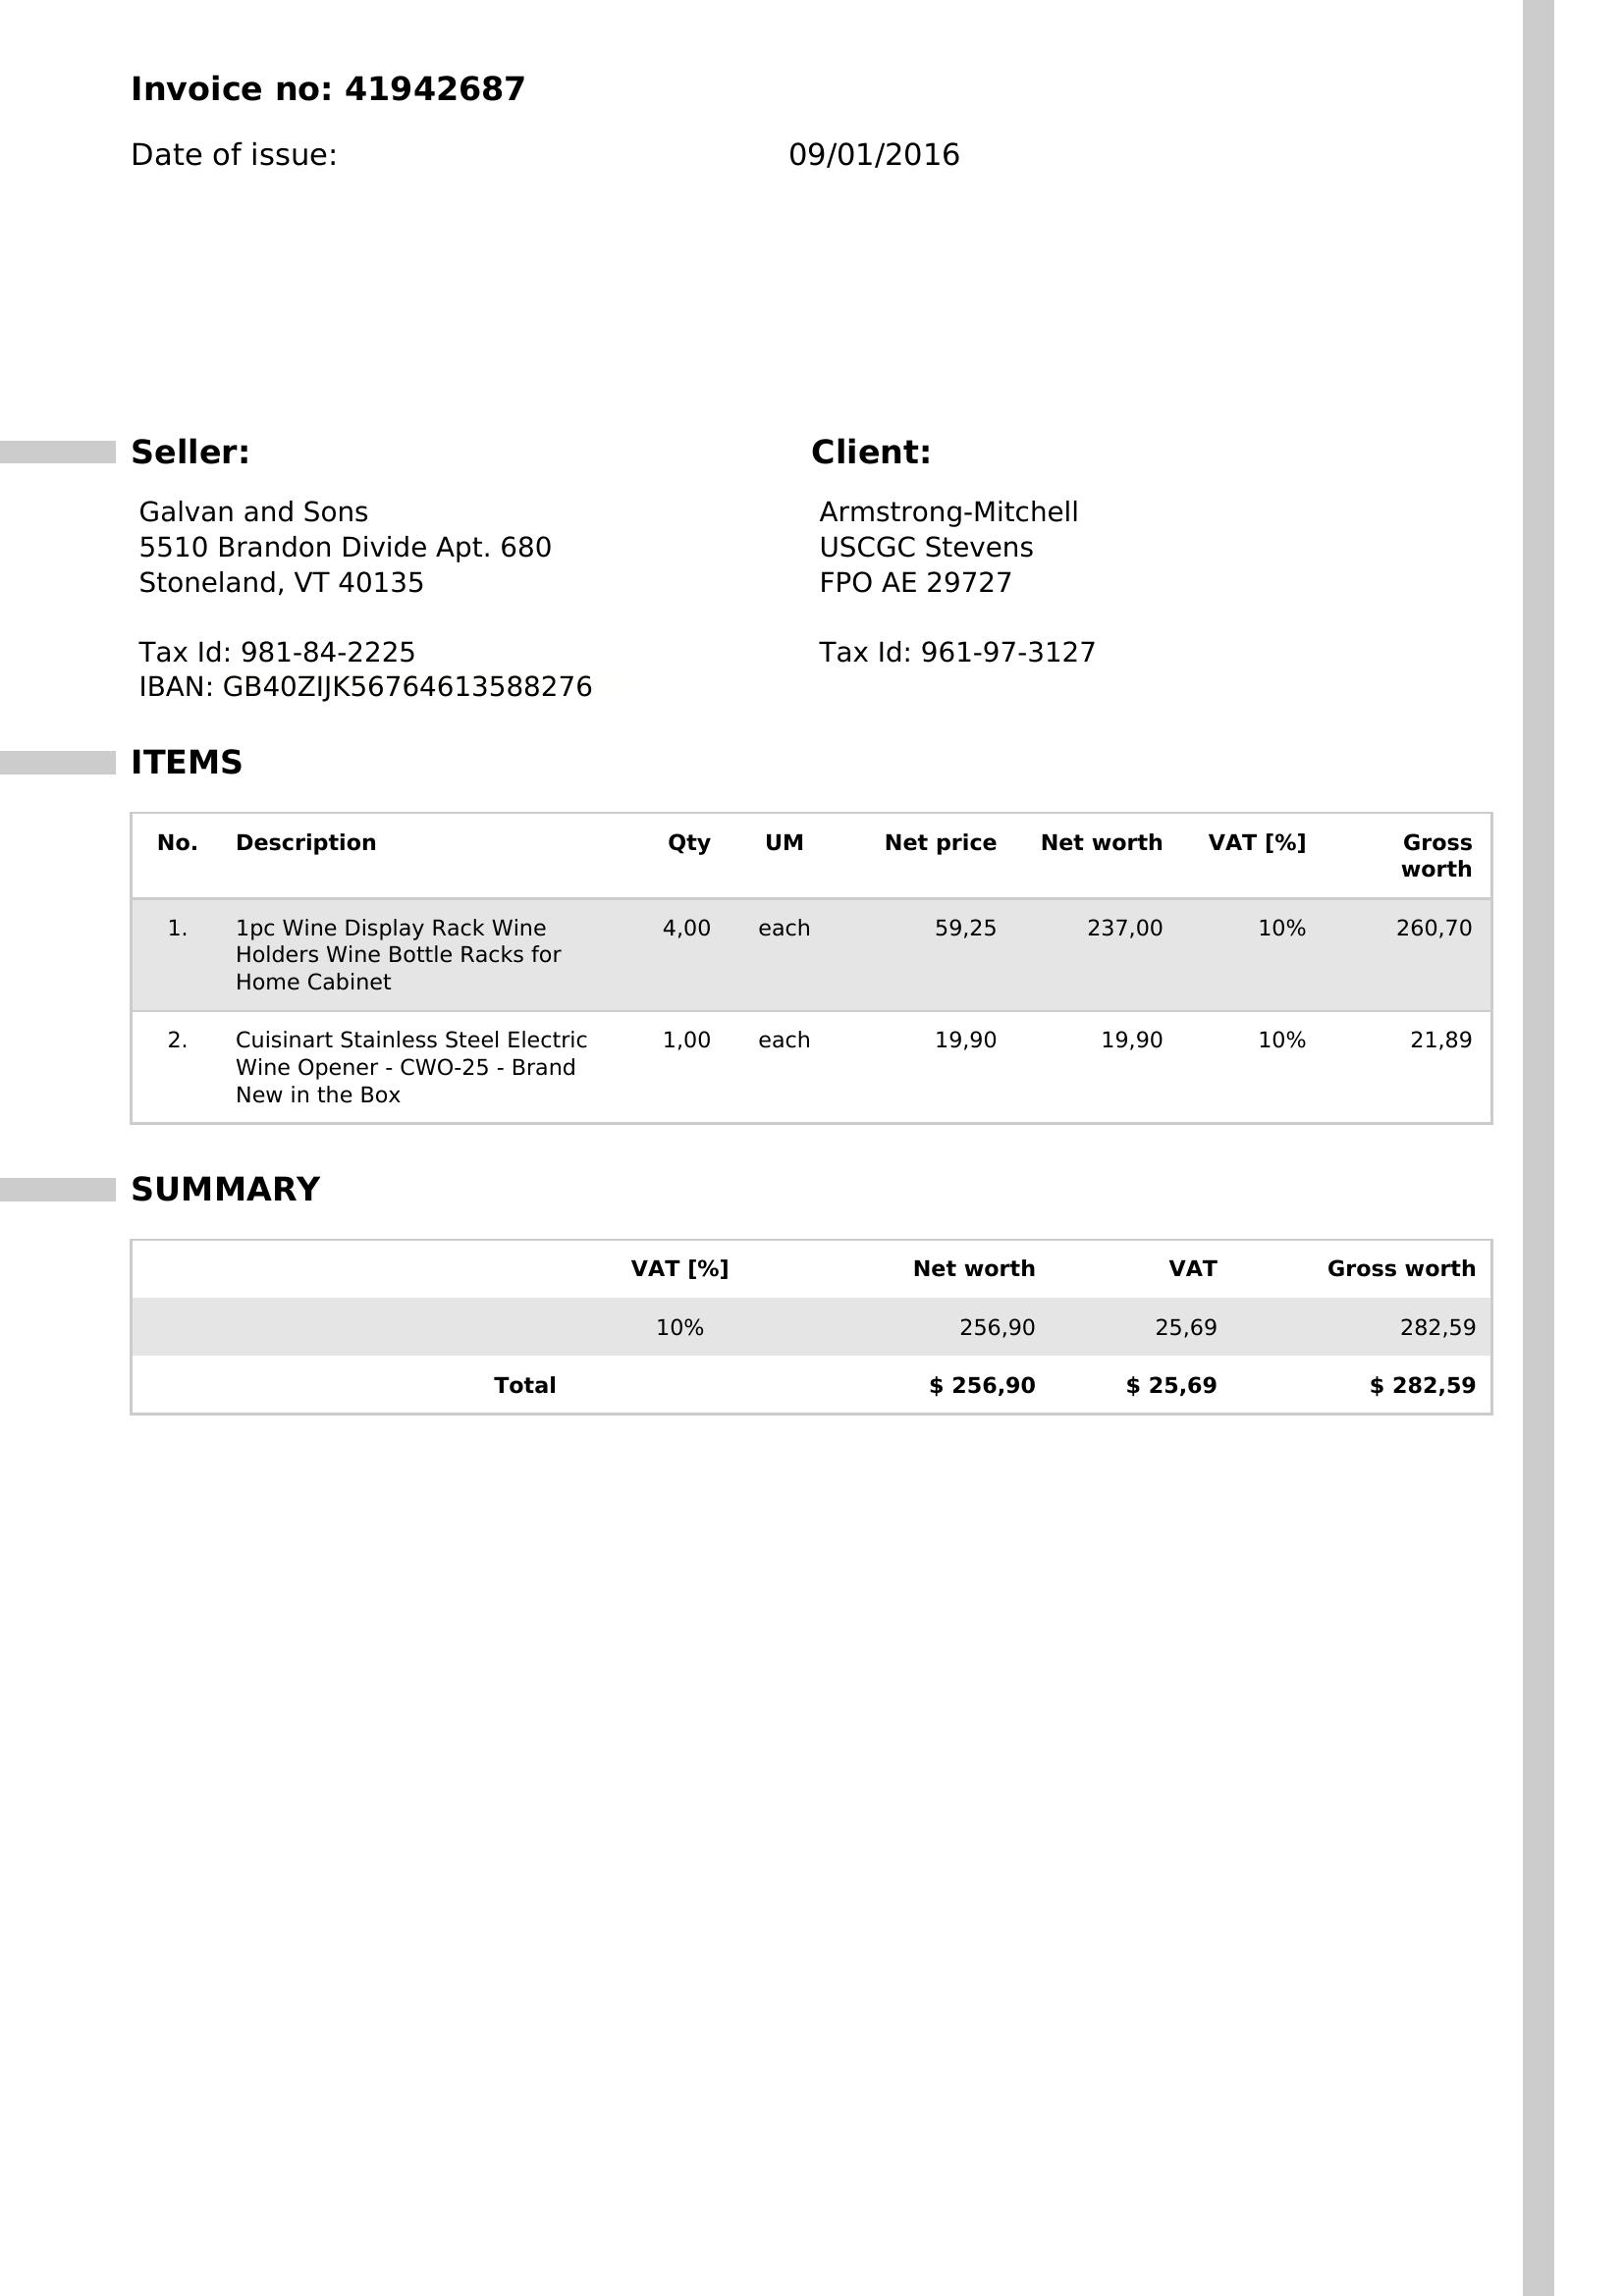 Invoice no: 41942687
Date of issue: 09/01/2016
Seller:
Galvan and Sons
5510 Brandon Divide Apt. 680
Stoneland, VT 40135
Tax Id: 981-84-2225
IBAN: GB40ZIJK56764613588276
Client:
Armstrong-Mitchell
USCGC Stevens
FPO AE 29727
Tax Id: 961-97-3127
ITEMS
No. Description Qty UM Net price Net worth VAT [%] Gross
worth
1. 1pc Wine Display Rack Wine 4,00 each 59,25 237,00 10% 260,70
Holders Wine Bottle Racks for
Home Cabinet
2. Cuisinart Stainless Steel Electric 1,00 each 19,90 19,90 10% 21,89
Wine Opener - CWO-25 - Brand
New in the Box
SUMMARY
VAT [%] Net worth VAT Gross worth
10% 256,90 25,69 282,59
Total $ 256,90 $ 25,69 $ 282,59